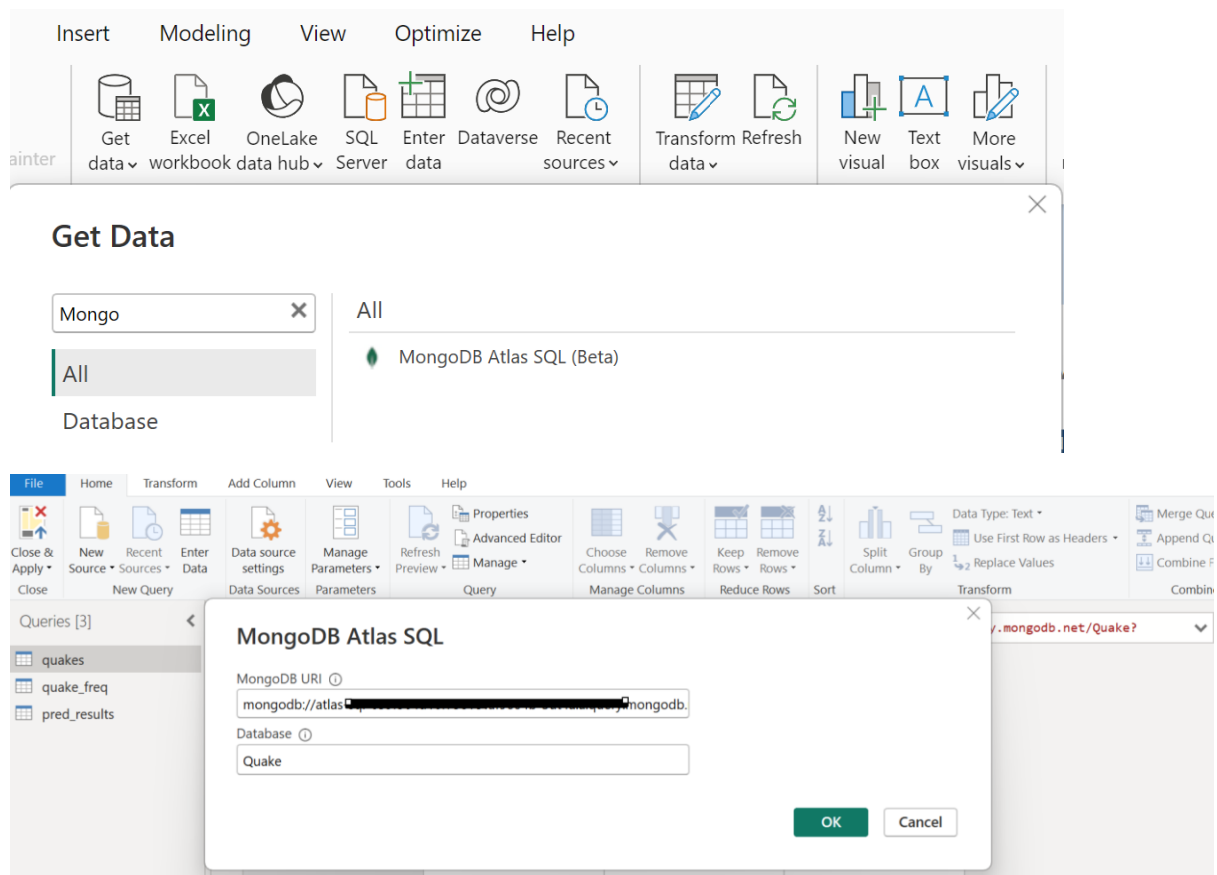 Insert Modeling View Optimize Help
ainter
Get data
Excel workbook
OneLake data hub
SQL Server
Enter data
Dataverse
Recent sources
Transform data
Refresh
New visual
Text box
More visuals
Get Data
Mongo
All
Database
All
MongoDB Atlas SQL (Beta)
File Home Transform Add Column View Tools Help
Close & Apply
Close
New Source
Recent Sources
Enter Data
New Query
Data source settings
Data Sources
Manage Parameters
Parameters
Refresh Preview
Properties
Advanced Editor
Manage
Query
Choose Columns
Remove Columns
Manage Columns
Keep Rows
Remove Rows
Reduce Rows
Sort
Split Column
Group By
Data Type: Text
Use First Row as Headers
Replace Values
Transform
Merge Que
Append Qu
Combine F
Combine
Queries [3]
quakes
quake_freq
pred_results
y.mongodb.net/Quake?
MongoDB Atlas SQL
MongoDB URI
mongodb://atlas mongodb.
Database
Quake
OK
Cancel